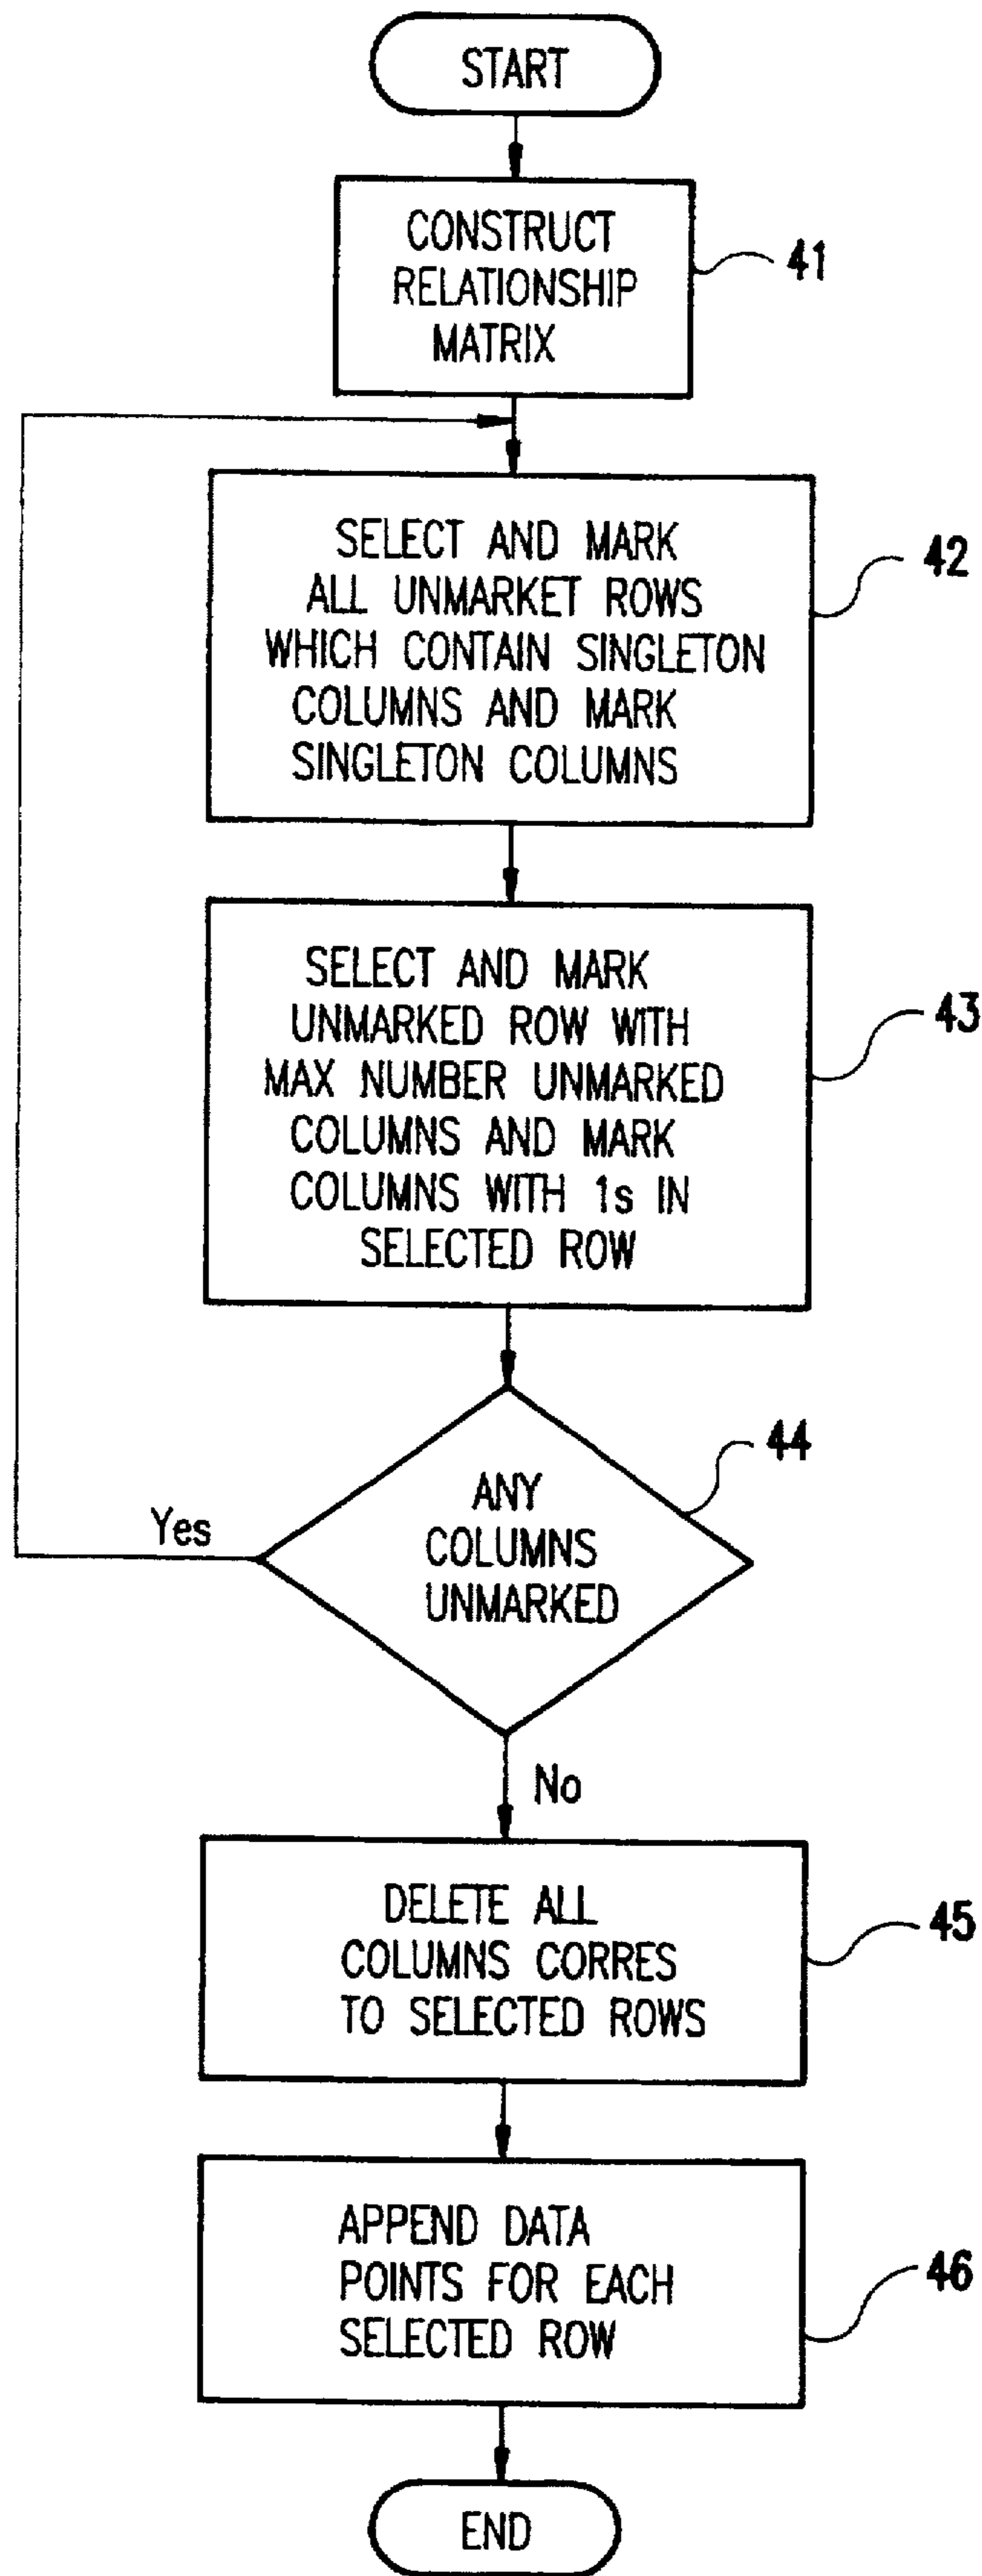 START
CONSTRUCT
RELATIONSHIP
MATRIX
41
SELECT AND MARK
ALL UNMARKET ROWS
WHICH CONTAIN SINGLETON
COLUMNS AND MARK
SINGLETON COLUMNS
42
SELECT AND MARK
UNMARKED ROW WITH
MAX NUMBER UNMARKED
COLUMNS AND MARK
COLUMNS WITH 1s IN
SELECTED ROW
43
ANY
COLUMNS
UNMARKED
44
Yes
No
DELETE ALL
COLUMNS CORRES
TO SELECTED ROWS
45
APPEND DATA
POINTS FOR EACH
SELECTED ROW
46
END